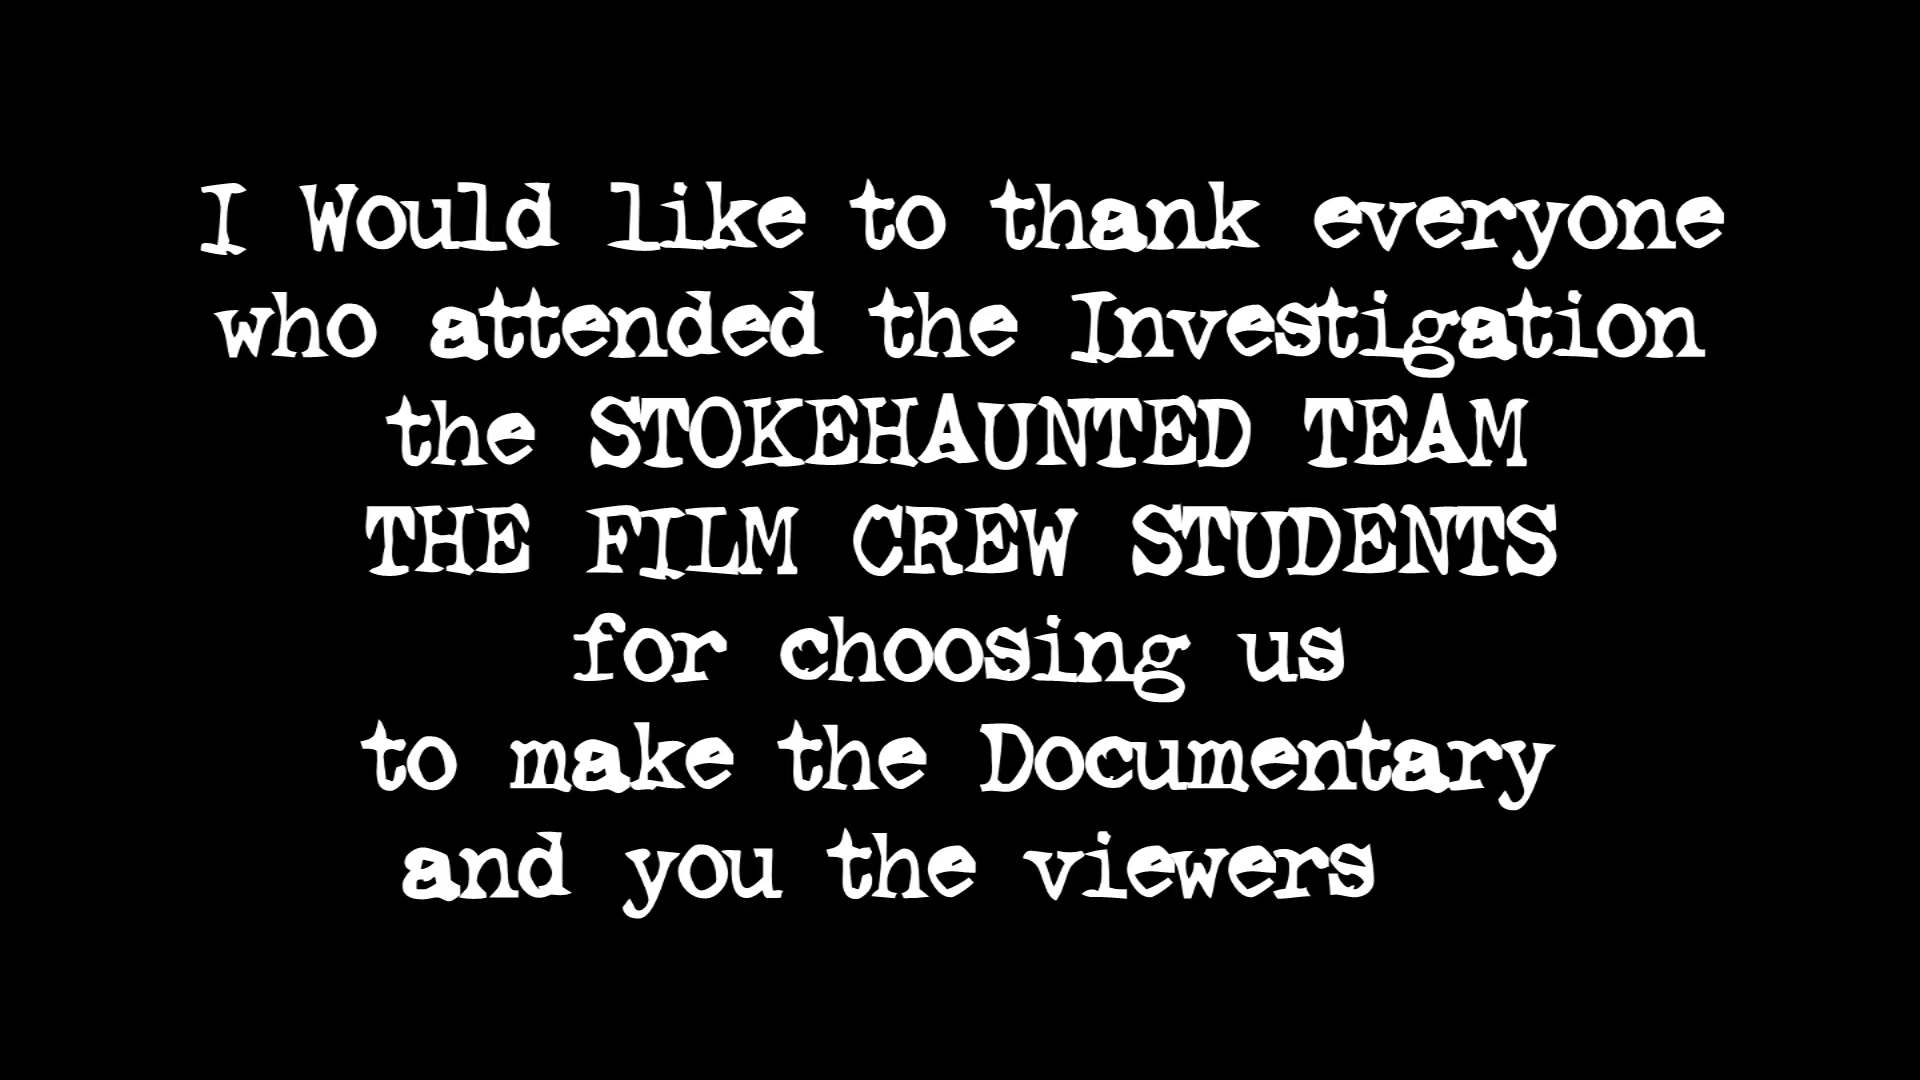 I Would like to thank everyone
who attended the Investigation
the STOKEHAUNTED TEAM
THE FILM CREW STUDENTS
for choosing us
to make the Documentary
and you the viewers